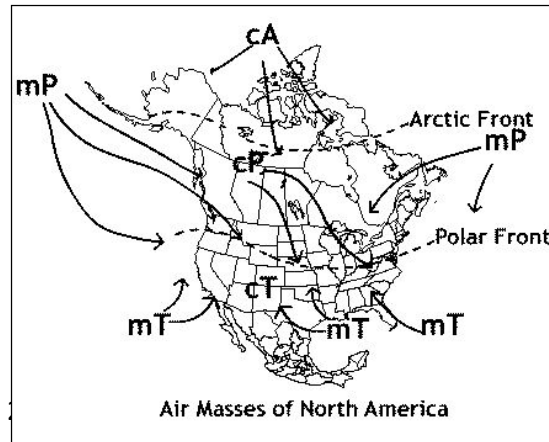 cA
mP
Arctic Front
mP
cP
Polar Front
cT
mT
mT
mT
Air Masses of North America